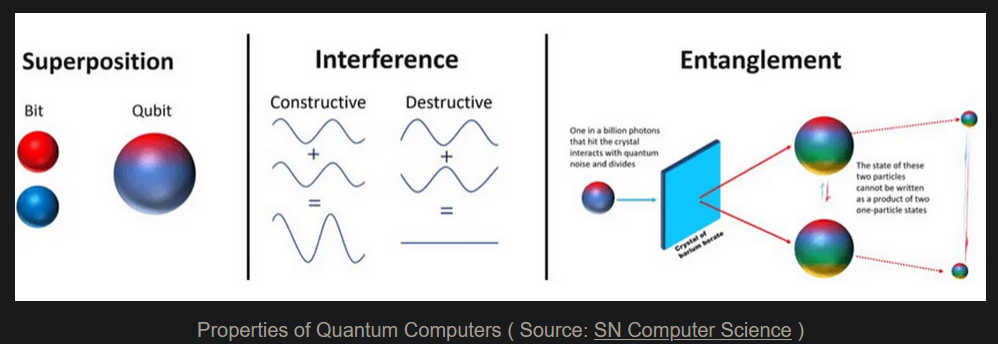 Superposition
Bit
Qubit
Interference
Constructive
Destructive
+
+
=
=
Entanglement
One in a billion photons
that hit the crystal
interacts with quantum
noise and divides
Crystal of
barium borate
The state of these
two particles
cannot be written
as a product of two
one-particle states
Properties of Quantum Computers ( Source: SN Computer Science )